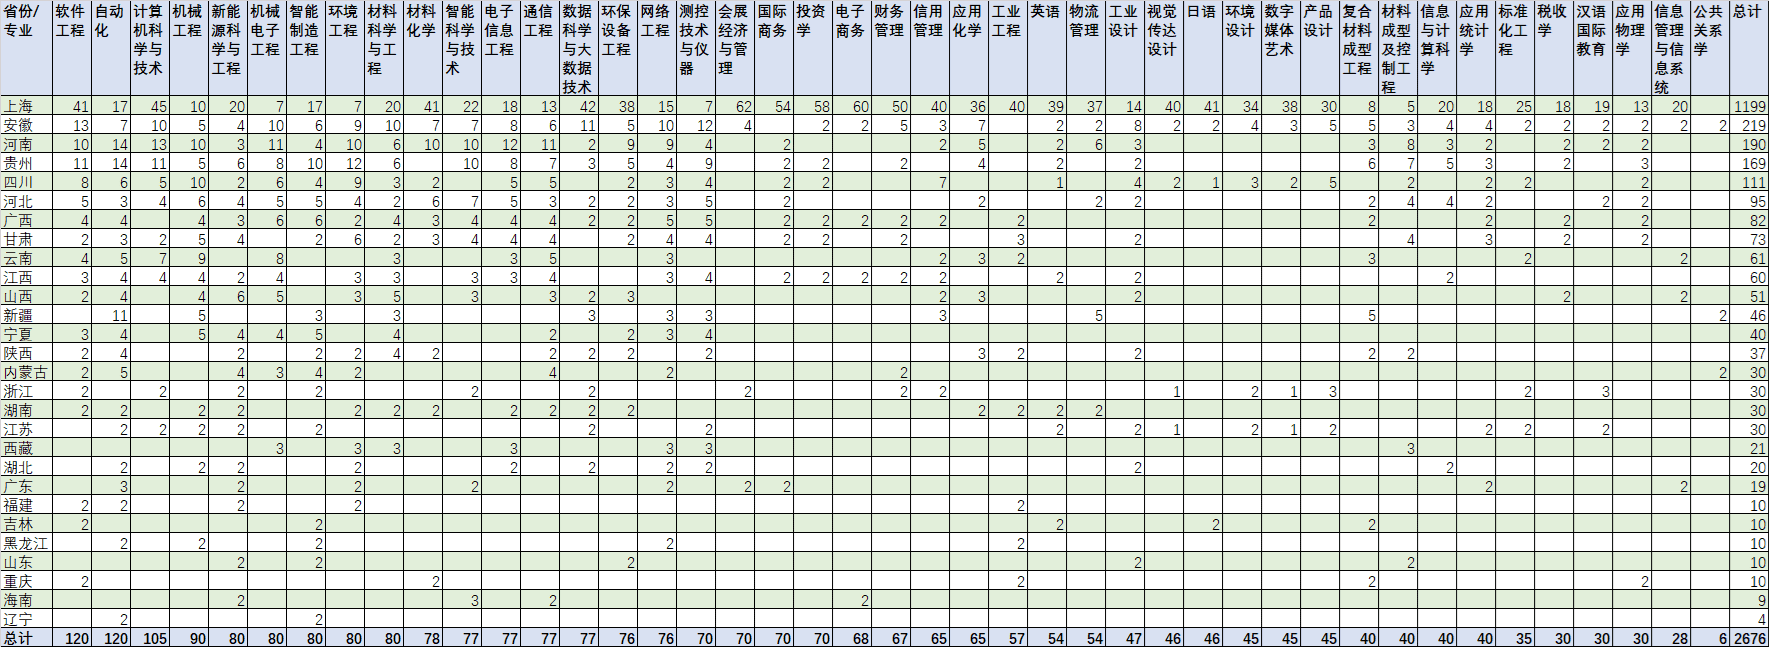 省份/专业 软件工程 自动化 计算机科学与技术 机械工程 新能源科学与工程 机械电子工程 智能制造工程 环境工程 材料科学与工程 材料化学 智能科学与技术 电子信息工程 通信工程 数据科学与大数据技术 环保设备工程 网络工程 测控技术与仪器 会展经济与管理 国际商务 投资学 电子商务 财务管理 信用管理 应用化学 工业工程 英语 物流管理 工业设计 视觉传达设计 日语 环境设计 数字媒体艺术 产品设计 复合材料成型工程 材料成型及控制工程 信息与计算科学 应用统计学 标准化工程 税收学 汉语国际教育 应用物理学 信息管理与信息系统 公共关系学 总计
上海 41 17 45 10 20 7 17 7 20 41 22 18 13 42 38 15 7 62 54 58 60 50 40 36 40 39 37 14 40 41 34 38 30 8 5 20 18 25 18 19 13 20 1199
安徽 13 7 10 5 4 10 6 9 10 7 7 8 6 11 5 10 12 4 2 2 5 3 7 2 2 8 2 2 4 3 5 5 3 4 4 2 2 2 2 2 2 219
河南 10 14 13 10 3 11 4 10 6 10 10 12 11 2 9 9 4 2 2 5 2 6 3 3 8 3 2 2 2 2 190
贵州 11 14 11 5 6 8 10 12 6 10 8 7 3 5 4 9 2 2 2 4 2 2 6 7 5 3 2 3 169
四川 8 6 5 10 2 6 4 9 3 2 5 5 2 3 4 2 2 7 1 4 2 1 3 2 5 2 2 2 2 111
河北 5 3 4 6 4 5 5 4 2 6 7 5 3 2 2 3 5 2 2 2 2 2 4 4 2 2 2 95
广西 4 4 4 3 6 6 2 4 3 4 4 4 2 2 5 5 2 2 2 2 2 2 2 2 2 2 82
甘肃 2 3 2 5 4 2 6 2 3 4 4 4 2 4 4 2 2 2 3 2 4 3 2 2 73
云南 4 5 7 9 8 3 3 5 3 2 3 2 3 2 2 61
江西 3 4 4 4 2 4 3 3 3 3 4 3 4 2 2 2 2 2 2 2 2 60
山西 2 4 4 6 5 3 5 3 3 2 3 2 3 2 2 2 51
新疆 11 5 3 3 3 3 3 3 5 5 2 46
宁夏 3 4 5 4 4 5 4 2 2 3 4 40
陕西 2 4 2 2 2 4 2 2 2 2 2 3 2 2 2 2 37
内蒙古 2 5 4 3 4 2 4 2 2 2 30
浙江 2 2 2 2 2 2 2 2 2 1 2 1 3 2 3 30
湖南 2 2 2 2 2 2 2 2 2 2 2 2 2 2 2 30
江苏 2 2 2 2 2 2 2 2 2 1 2 1 2 2 2 2 30
西藏 3 3 3 3 3 3 3 21
湖北 2 2 2 2 2 2 2 2 2 2 20
广东 3 2 2 2 2 2 2 2 2 19
福建 2 2 2 2 2 10
吉林 2 2 2 2 2 10
黑龙江 2 2 2 2 2 10
山东 2 2 2 2 2 10
重庆 2 2 2 2 2 10
海南 2 3 2 2 9
辽宁 2 2 4
总计 120 120 105 90 80 80 80 80 80 78 77 77 77 77 76 76 70 70 70 70 68 67 65 65 57 54 54 47 46 46 45 45 45 40 40 40 40 35 30 30 30 28 6 2676